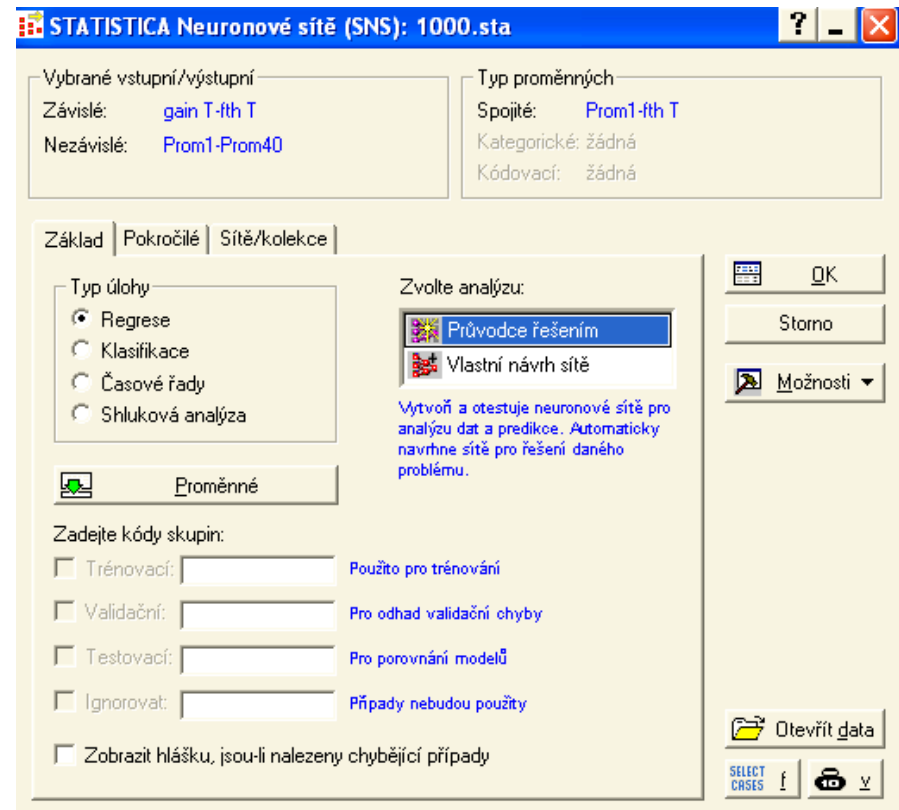 STATISTICA Neuronové sítě (SNS): 1000.sta
Vybrané vstupní/výstupní
Závislé: gain T-fth T
Nezávislé: Prom1-Prom40
Typ proměnných
Spojité: Prom1-fth T
Kategorické: žádná
Kódovací: žádná
Základ Pokročilé Sítě/kolekce
Typ úlohy
Regrese
Klasifikace
Časové řady
Shluková analýza
Zvolte analýzu:
Průvodce řešením
Vlastní návrh sítě
Vytvoří a otestuje neuronové sítě pro
analýzu dat a predikce. Automaticky
navrhne sítě pro řešení daného
problému.
Proměnné
Zadejte kódy skupin:
Trénovací: Použito pro trénování
Validační: Pro odhad validační chyby
Testovací: Pro porovnání modelů
Ignorovat: Případy nebudou použity
Zobrazit hlášku, jsou-li nalezeny chybějící případy
OK
Storno
Možnosti
Otevřít data
SELECT CASES f
v